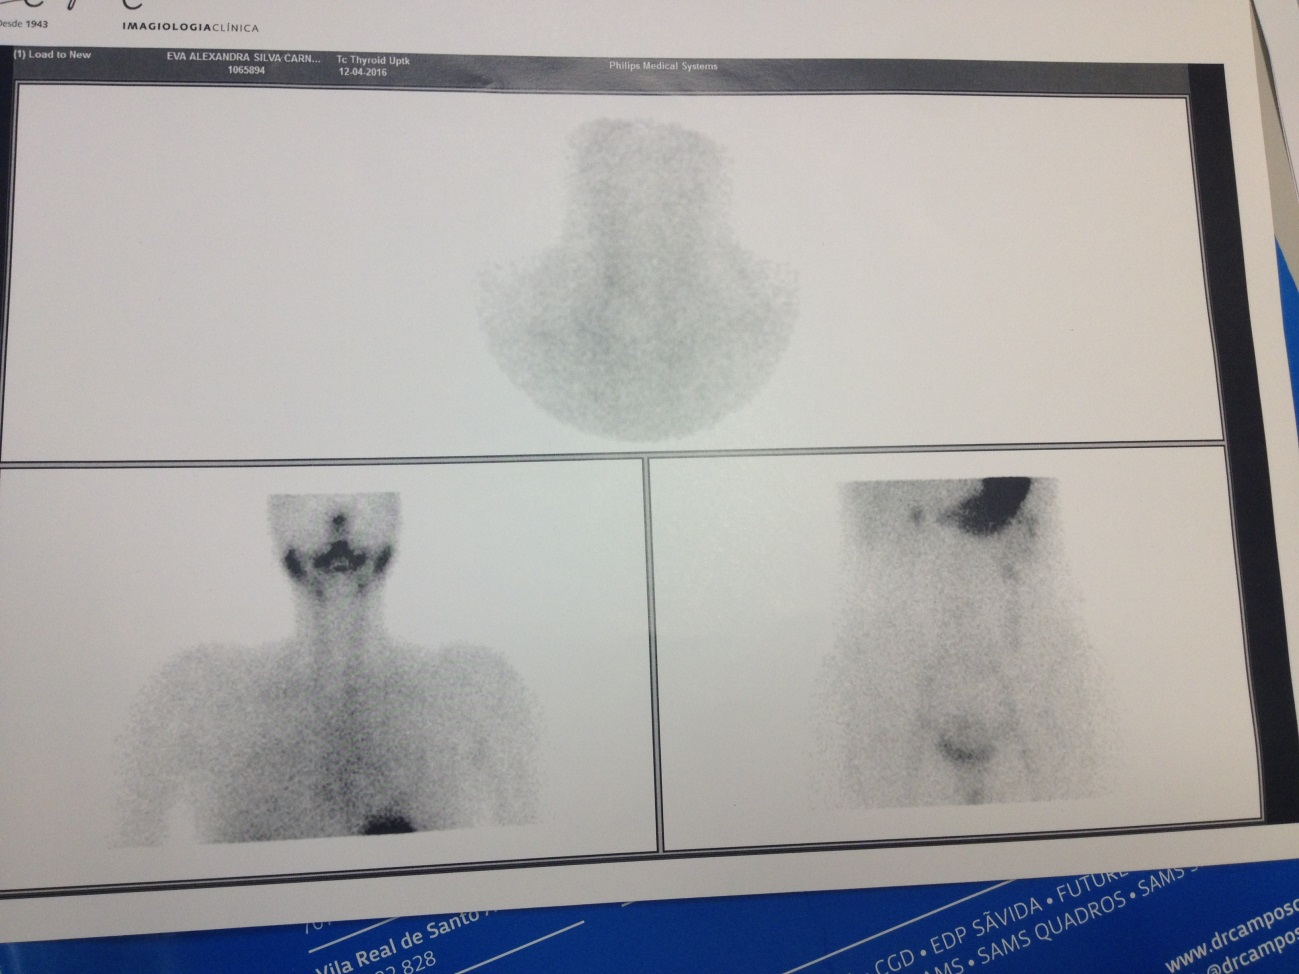 Desde 1943
IMAGIOLOGIACLÍNICA
(1) Load to New
EVA ALEXANDRA SILVA CARN...
1065894
Tc Thyroid Uptk
12-04-2016
Philips Medical Systems
Vila Real de Santo
828
CGD • EDP SÃVIDA • FUTURE
• SAMS QUADROS • SAMS
www.drcampos
@drcampos